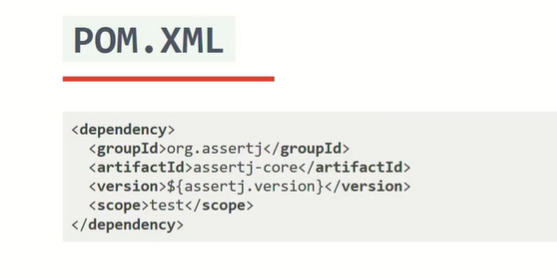 POM.XML
<dependency>
  <groupId>org.assertj</groupId>
  <artifactId>assertj-core</artifactId>
  <version>${assertj.version}</version>
  <scope>test</scope>
</dependency>